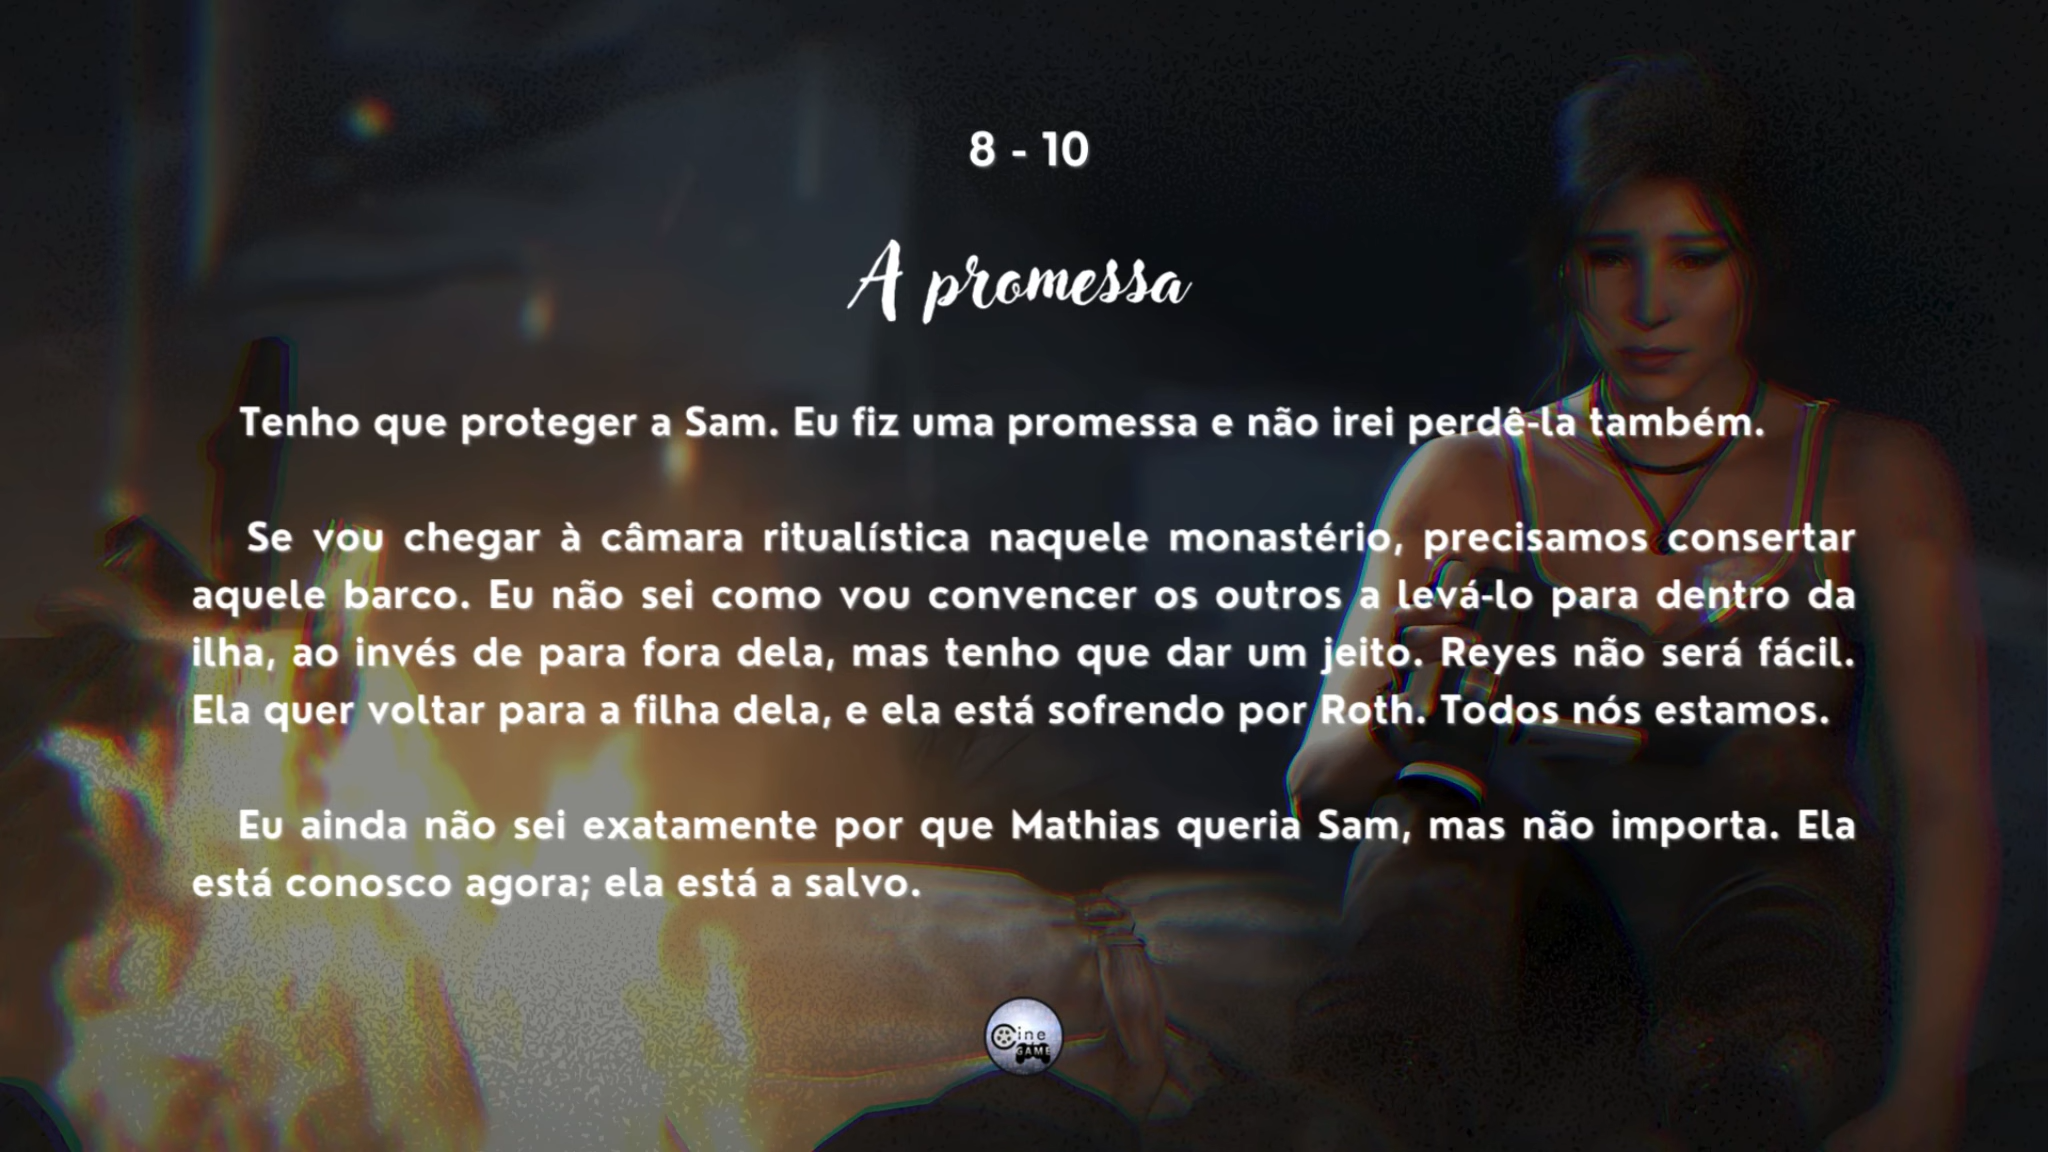 8 - 10
A promessa
Tenho que proteger a Sam. Eu fiz uma promessa e não irei perdê-la também.
Se vou chegar à câmara ritualística naquele monastério, precisamos consertar
aquele barco. Eu não sei como vou convencer os outros a levá-lo para dentro da
ilha, ao invés de para fora dela, mas tenho que dar um jeito. Reyes não será fácil.
Ela quer voltar para a filha dela, e ela está sofrendo por Roth. Todos nós estamos.
Eu ainda não sei exatamente por que Mathias queria Sam, mas não importa. Ela
está conosco agora; ela está a salvo.
Cine
GAME